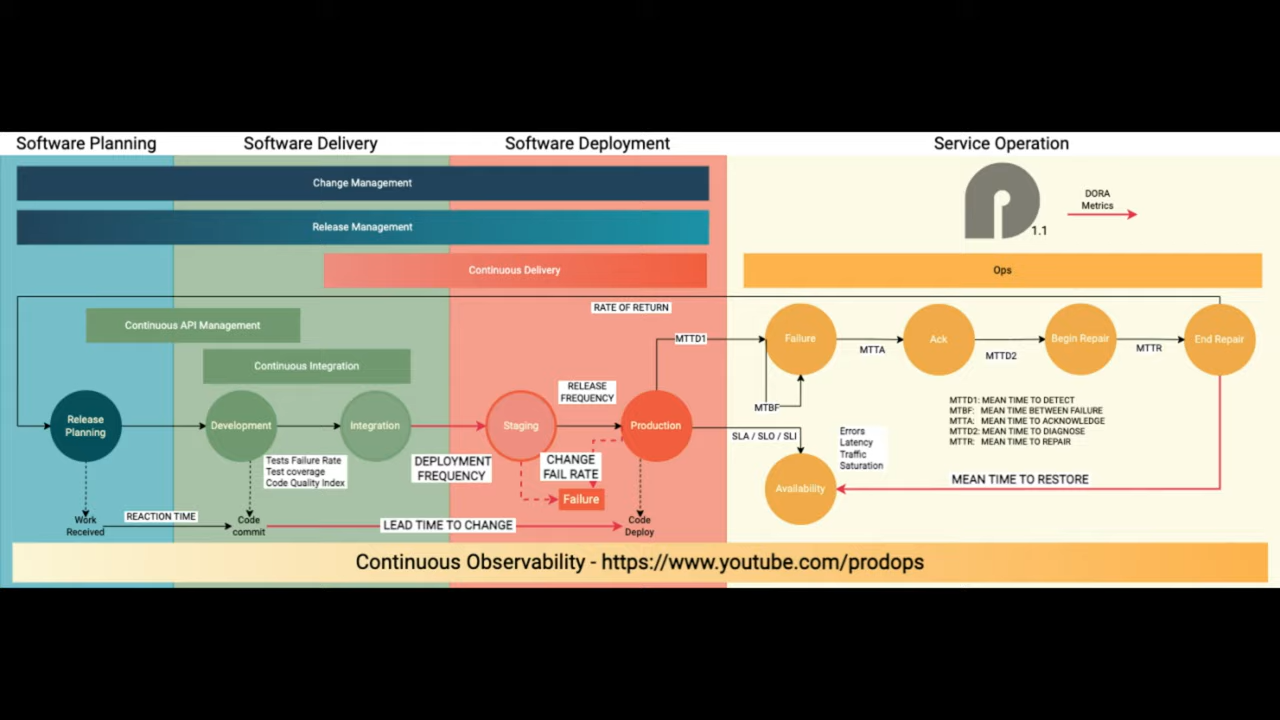 Software Planning
Software Delivery
Software Deployment
Service Operation
Change Management
Release Management
Continuous Delivery
DORA
Metrics
1.1
Ops
RATE OF RETURN
Continuous API Management
Continuous Integration
MTTD1
Failure
MTTA
Ack
MTTD2
Begin Repair
MTTR
End Repair
MTBF
RELEASE
FREQUENCY
Release
Planning
Development
Integration
Staging
Production
Tests Failure Rate
Test coverage
Code Quality Index
DEPLOYMENT
FREQUENCY
CHANGE
FAIL RATE
Failure
SLA / SLO / SLI
Errors
Latency
Traffic
Saturation
MTTD1: MEAN TIME TO DETECT
MTBF: MEAN TIME BETWEEN FAILURE
MTTA: MEAN TIME TO ACKNOWLEDGE
MTTD2: MEAN TIME TO DIAGNOSE
MTTR: MEAN TIME TO REPAIR
Availability
MEAN TIME TO RESTORE
Work
Received
REACTION TIME
Code
commit
LEAD TIME TO CHANGE
Code
Deploy
Continuous Observability - https://www.youtube.com/prodops